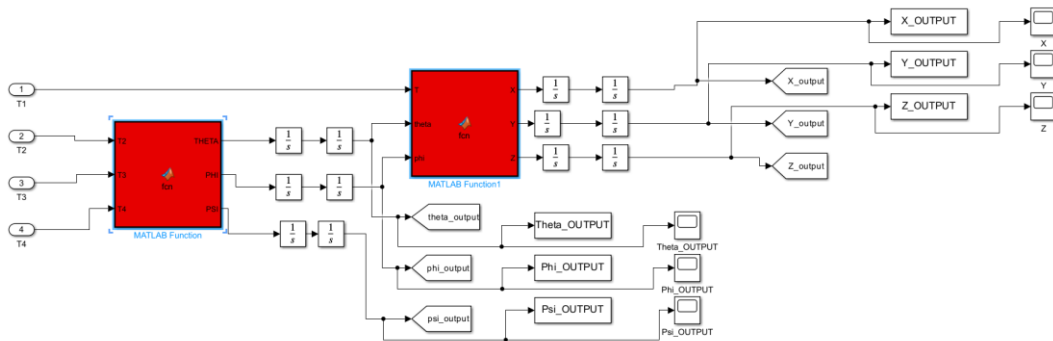 X_OUTPUT
X
Y_OUTPUT
Y
Z_OUTPUT
Z
1
T1
T
theta
phi
fcn
X
Y
Z
MATLAB Function1
1
s
1
s
1
s
1
s
1
s
1
s
X_output
Y_output
Z_output
2
T2
3
T3
4
T4
T2
T3
T4
fcn
THETA
PHI
PSI
MATLAB Function
1
s
1
s
1
s
1
s
1
s
1
s
theta_output
Theta_OUTPUT
Theta_OUTPUT
phi_output
Phi_OUTPUT
Phi_OUTPUT
psi_output
Psi_OUTPUT
Psi_OUTPUT